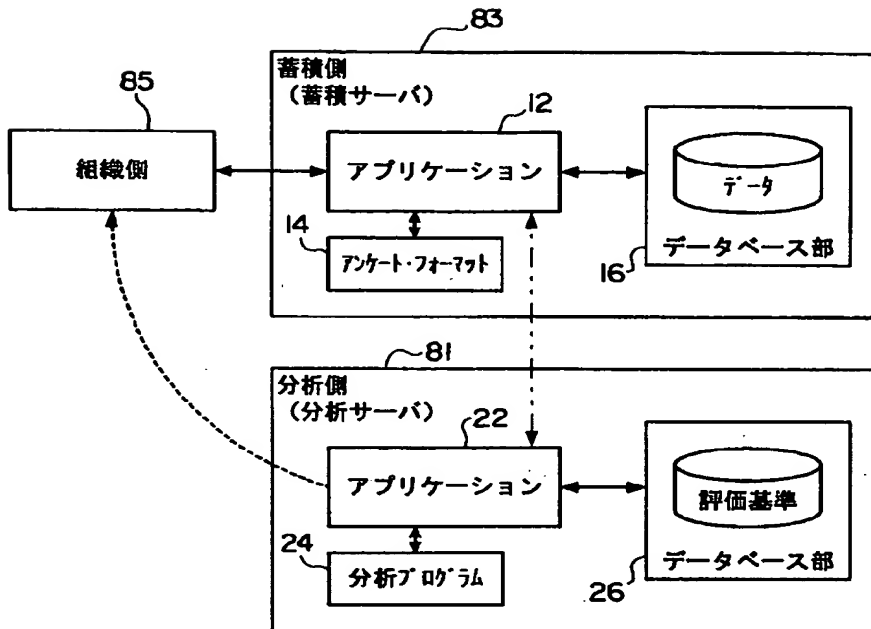 83
蓄積側
（蓄積サーバ）
85
組織側
12
アプリケーション
14
アンケート・フォーマット
データ
16
データベース部
81
分析側
（分析サーバ）
22
アプリケーション
24
分析プログラム
評価基準
26
データベース部